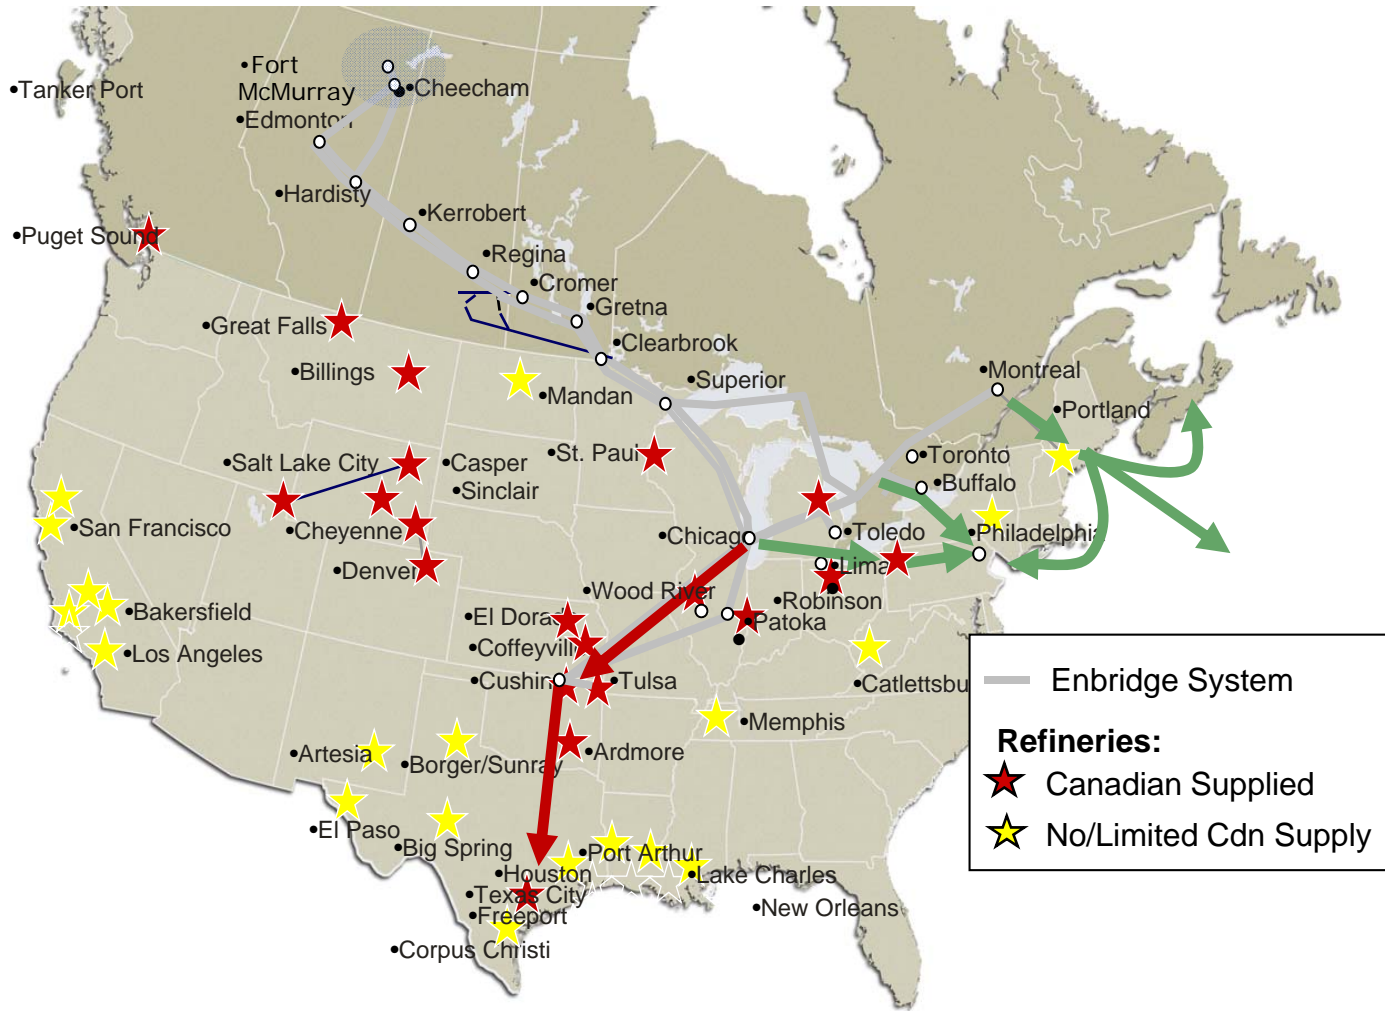 •Fort
McMurray
•Tanker Port
•Cheecham
•Edmonton
•Hardisty
•Kerrobert
•Puget Sound
•Regina
•Cromer
•Gretna
•Great Falls
•Clearbrook
•Billings
•Superior
•Montreal
•Mandan
•Portland
•St. Paul
•Toronto
•Salt Lake City
•Casper
•Buffalo
•Sinclair
•San Francisco
•Cheyenne
•Chicago
•Toledo
•Philadelphia
•Denver
•Lima
•Wood River
•Robinson
•Bakersfield
•El Dorado
•Patoka
•Coffeyville
•Los Angeles
•Cushing
•Tulsa
•Catlettsbu
Enbridge System
•Memphis
Refineries:
•Artesia
•Borger/Sunray
•Ardmore
Canadian Supplied
•El Paso
•Big Spring
•Port Arthur
No/Limited Cdn Supply
•Houston
•Lake Charles
•Texas City
•Freeport
•New Orleans
•Corpus Christi